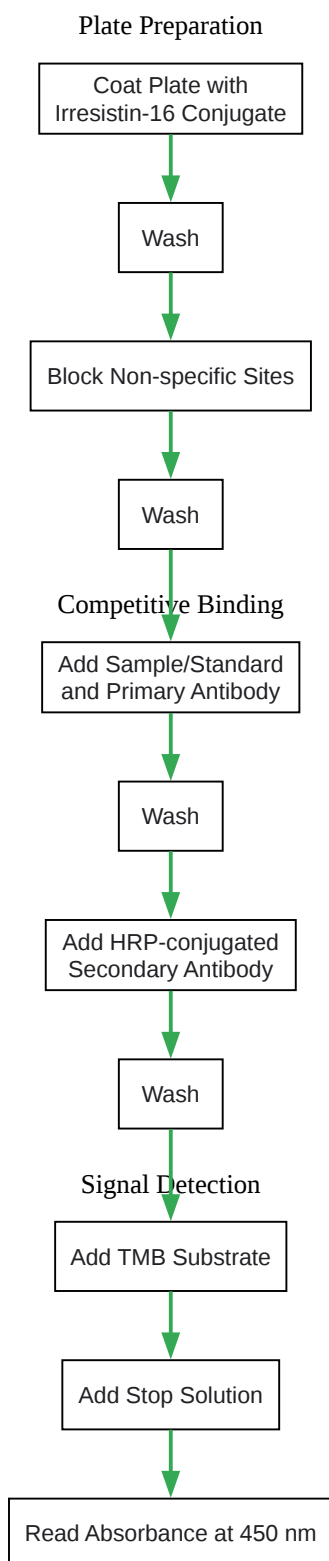 Plate Preparation
Coat Plate with
Irresistin-16 Conjugate
Wash
Block Non-specific Sites
Wash
Competitive Binding
Add Sample/Standard
and Primary Antibody
Wash
Add HRP-conjugated
Secondary Antibody
Wash
Signal Detection
Add TMB Substrate
Add Stop Solution
Read Absorbance at 450 nm